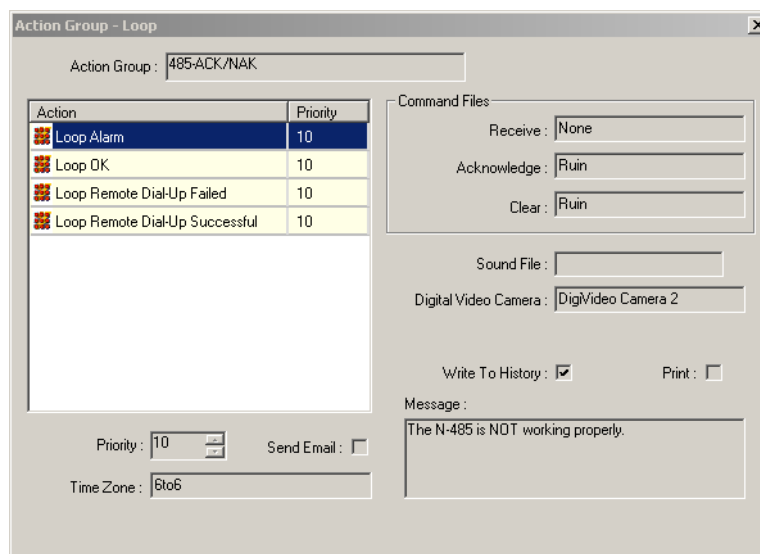 Action Group - Loop
Action Group : 485-ACK/NAK
Action Priority
Loop Alarm 10
Loop OK 10
Loop Remote Dial-Up Failed 10
Loop Remote Dial-Up Successful 10
Priority : 10 Send Email :
Time Zone : 6to6
Command Files
Receive : None
Acknowledge : Ruin
Clear : Ruin
Sound File :
Digital Video Camera : DigiVideo Camera 2
Write To History : Print :
Message :
The N-485 is NOT working properly.